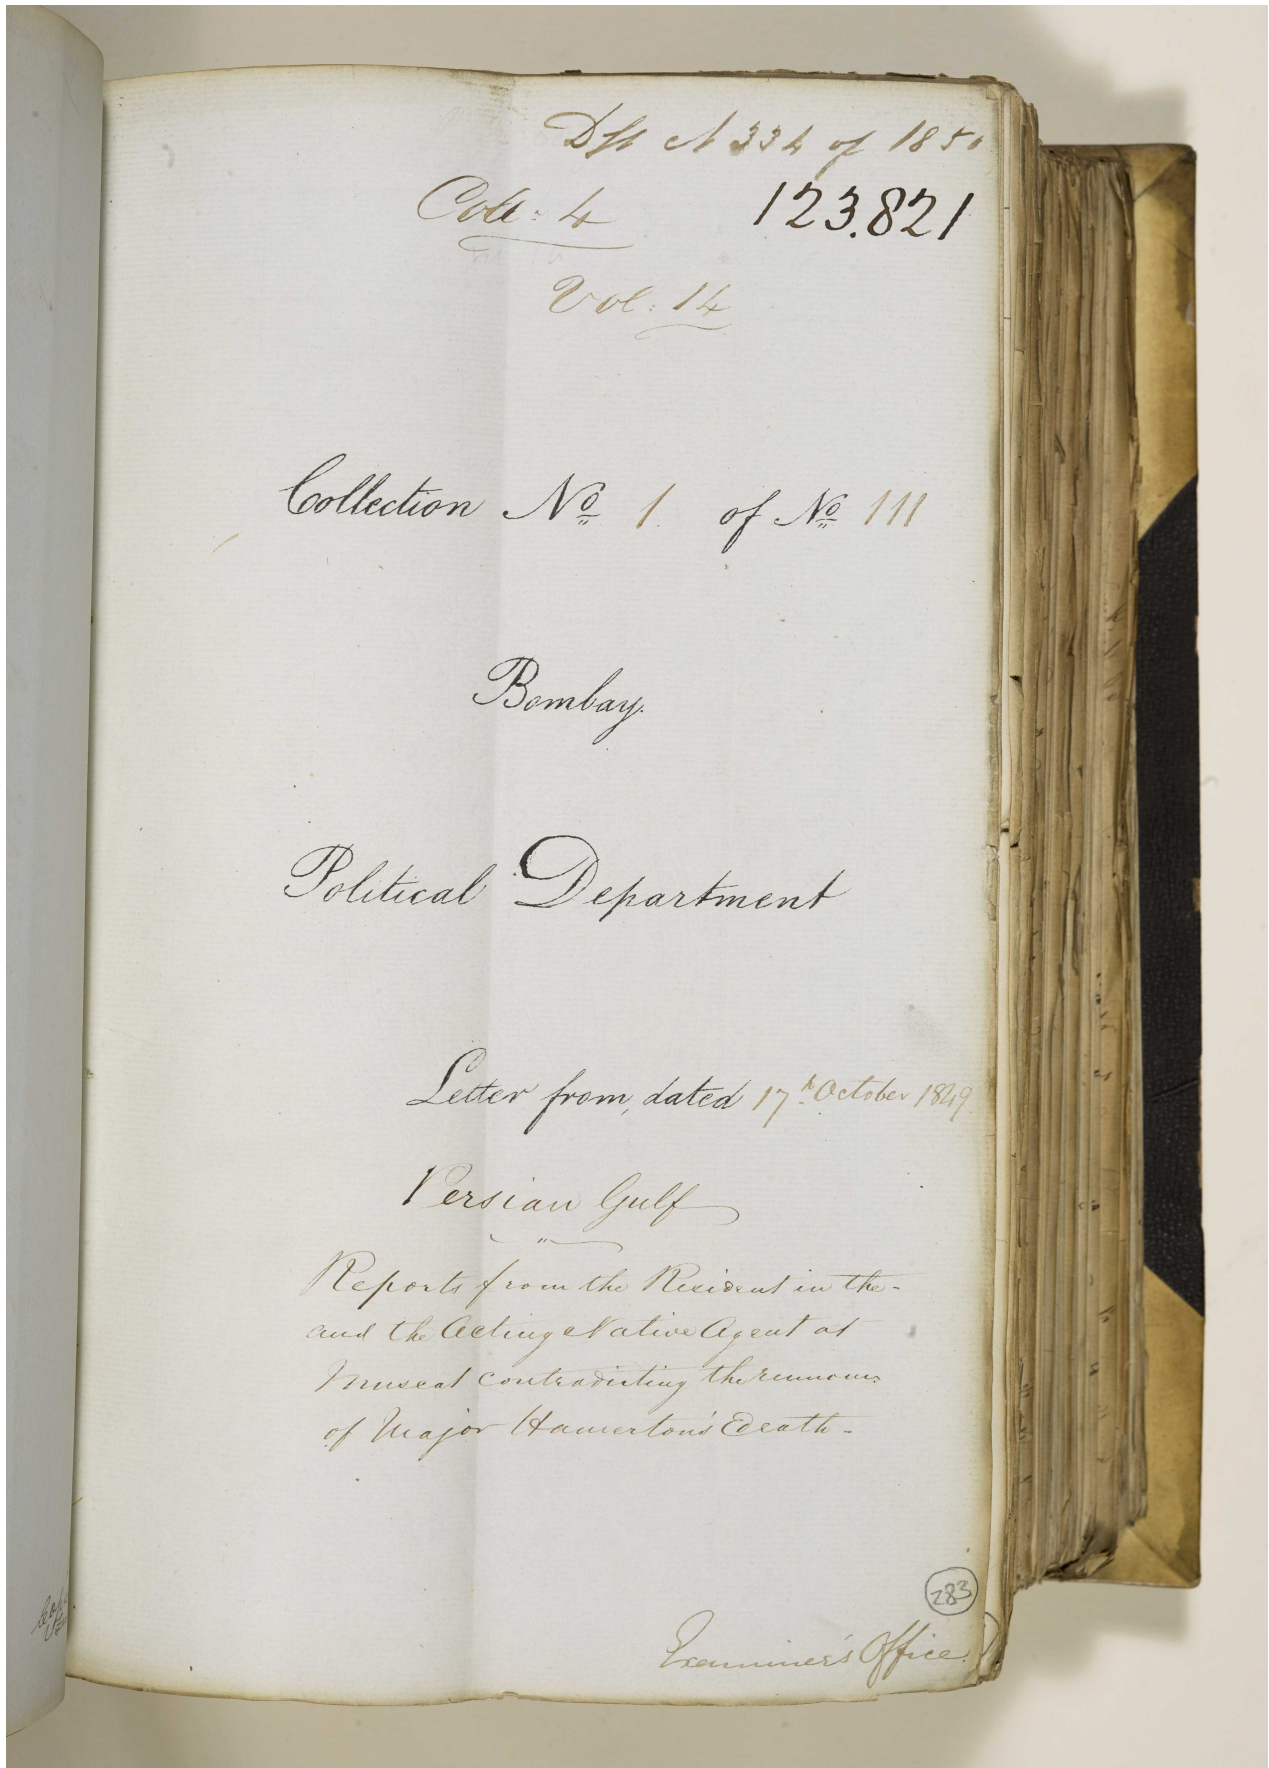 Dft N 334 of 1850
Coll: 4
123.821
Vol: 14
Collection No 1. of No 111
Bombay.
Political Department
Letter from, dated 17th October 1849
Persian Gulf
Reports from the Resident in the -
and the Acting Native Agent at
Muscat contradicting the rumours
of Major Hamerton's Death -
283
Examiner's Office.